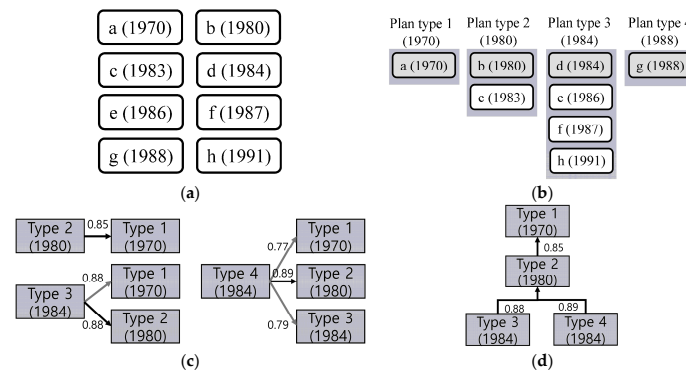 a (1970) b (1980)
c (1983) d (1984)
e (1986) f (1987)
g (1988) h (1991)
(a)
Plan type 1 Plan type 2 Plan type 3 Plan type 4
(1970) (1980) (1984) (1988)
a (1970) b (1980) d (1984) g (1988)
c (1983) e (1986)
f (1987)
h (1991)
(b)
Type 2
(1980)
0.85
Type 1
(1970)
Type 3
(1984)
0.88
Type 1
(1970)
0.88
Type 2
(1980)
Type 4
(1984)
0.77
Type 1
(1970)
0.89
Type 2
(1980)
0.79
Type 3
(1984)
(c)
Type 1
(1970)
0.85
Type 2
(1980)
0.88 0.89
Type 3 Type 4
(1984) (1984)
(d)